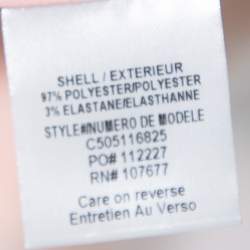 SHELL / EXTERIEUR
97% POLYESTER/POLYESTER
3% ELASTANE/ELASTHANNE
STYLE#/NUMERO DE MODELE
C505116825
PO# 112227
RN# 107677
Care on reverse
Entretien Au Verso